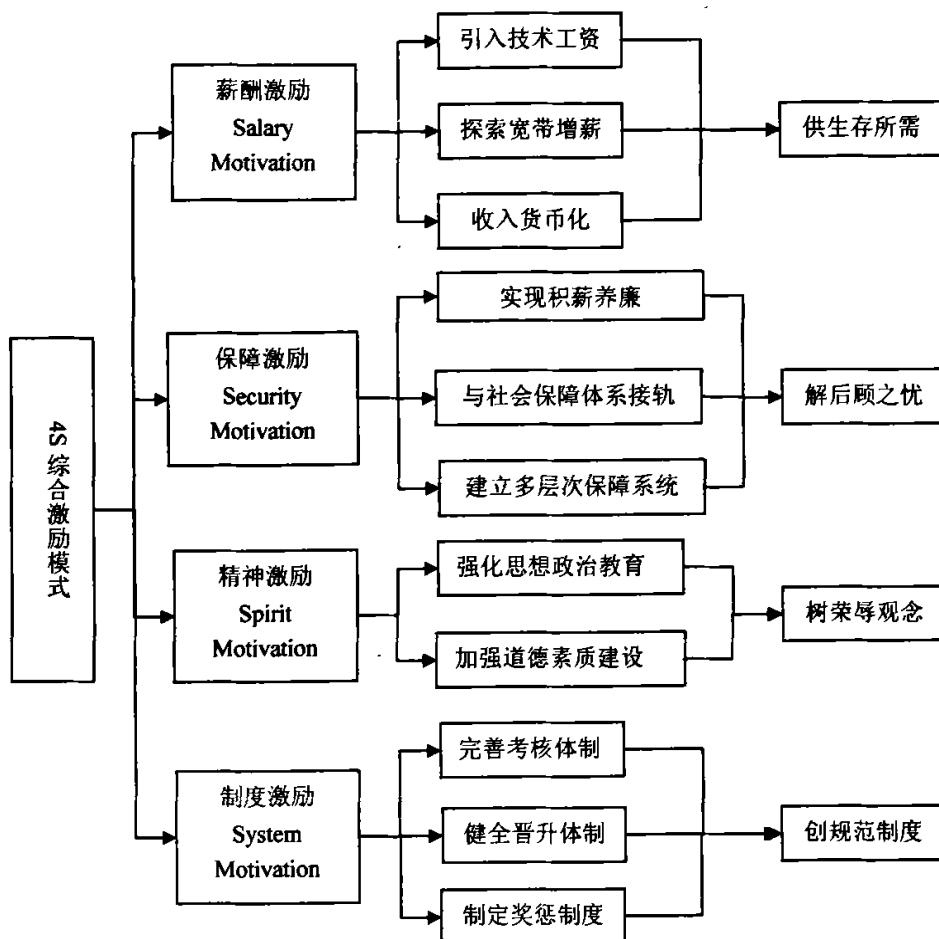 引入技术工资
薪酬激励
Salary
Motivation
探索宽带增薪
供生存所需
收入货币化
实现积薪养廉
保障激励
Security
Motivation
与社会保障体系接轨
解后顾之忧
建立多层次保障系统
4S 综合激励模式
强化思想政治教育
精神激励
Spirit
Motivation
树荣辱观念
加强道德素质建设
完善考核体制
制度激励
System
Motivation
健全晋升体制
创规范制度
制定奖惩制度